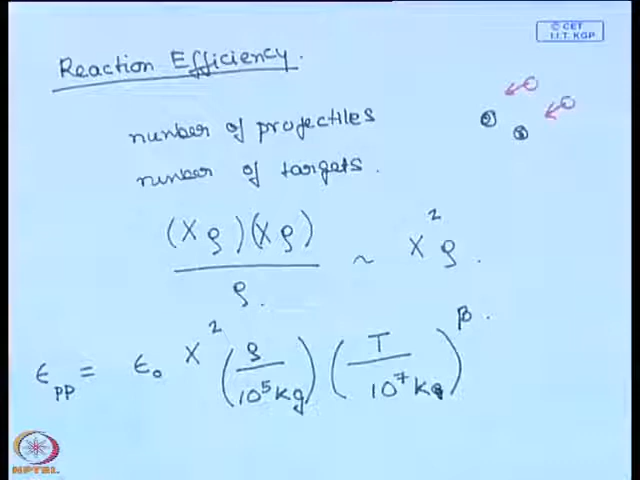 © CET
I.I.T. KGP
Reaction Efficiency.
number of projectiles
number of targets.
(Xρ)(Xρ) / ρ. ~ X² ρ.
ϵ_pp = ϵ₀ X² (ρ / 10⁵ kg) (T / 10⁷ kg)^β.
NPTEL